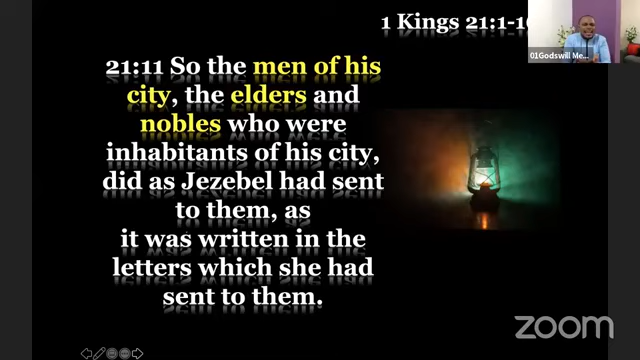 1 Kings 21:1-1
01Godswill Me...
21:11 So the men of his
city, the elders and
nobles who were
inhabitants of his city,
did as Jezebel had sent
to them, as
it was written in the
letters which she had
sent to them.
zoom